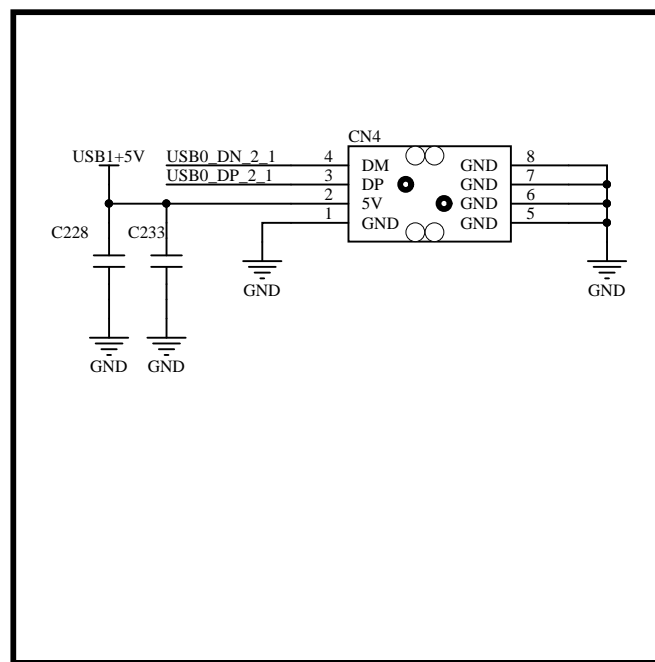 CN4
USB1+5V
USB0_DN_2_1
4
DM
GND
8
USB0_DP_2_1
3
DP
GND
7
2
5V
GND
6
1
GND
GND
5
C228
C233
GND
GND
GND
GND